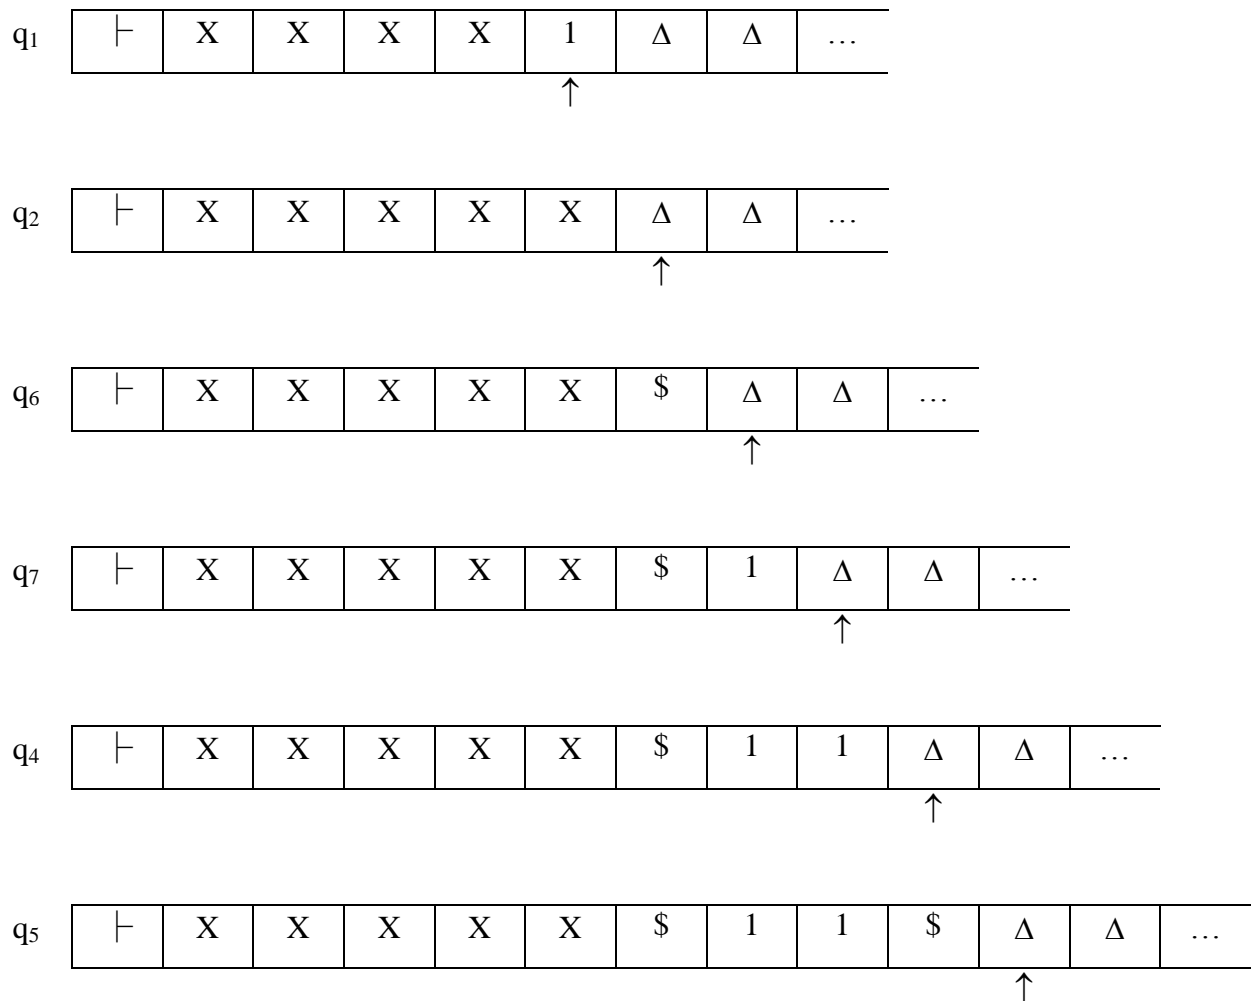 q₁ ⊢ X X X X 1 Δ Δ …
↑
q₂ ⊢ X X X X X Δ Δ …
↑
q₆ ⊢ X X X X X $ Δ Δ …
↑
q₇ ⊢ X X X X X $ 1 Δ Δ …
↑
q₄ ⊢ X X X X X $ 1 1 Δ Δ …
↑
q₅ ⊢ X X X X X $ 1 1 $ Δ Δ …
↑